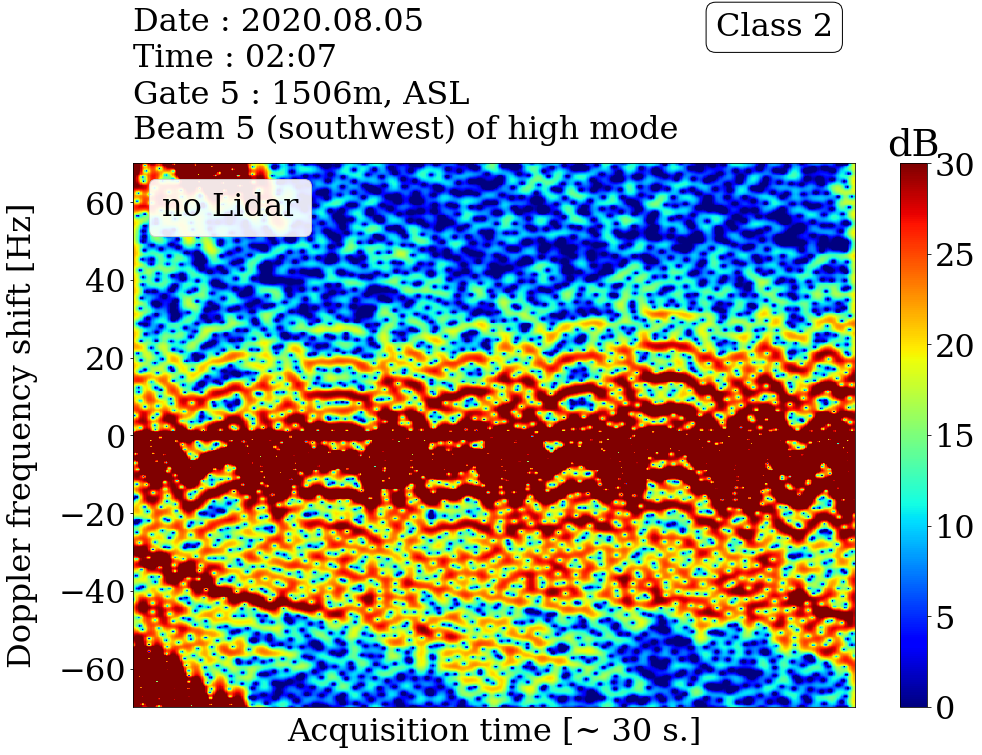 Date : 2020.08.05
Time : 02:07
Gate 5 : 1506m, ASL
Beam 5 (southwest) of high mode
Class 2
dB
no Lidar
Doppler frequency shift [Hz]
60
40
20
0
−20
−40
−60
30
25
20
15
10
5
0
Acquisition time [~ 30 s.]